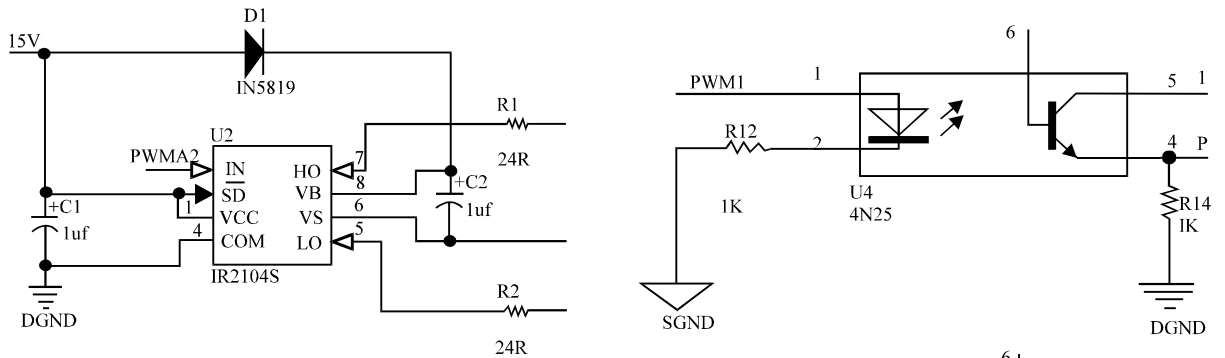 D1
15V
IN5819
R1
U2
24R
PWMA2
IN
HO
7
SD
VB
8
1
VCC
VS
6
4
COM
LO
5
+C1
1uf
+C2
1uf
IR2104S
DGND
R2
24R
6
PWM1
1
5
1
R12
2
4
P
1K
U4
4N25
R14
IK
SGND
DGND
6